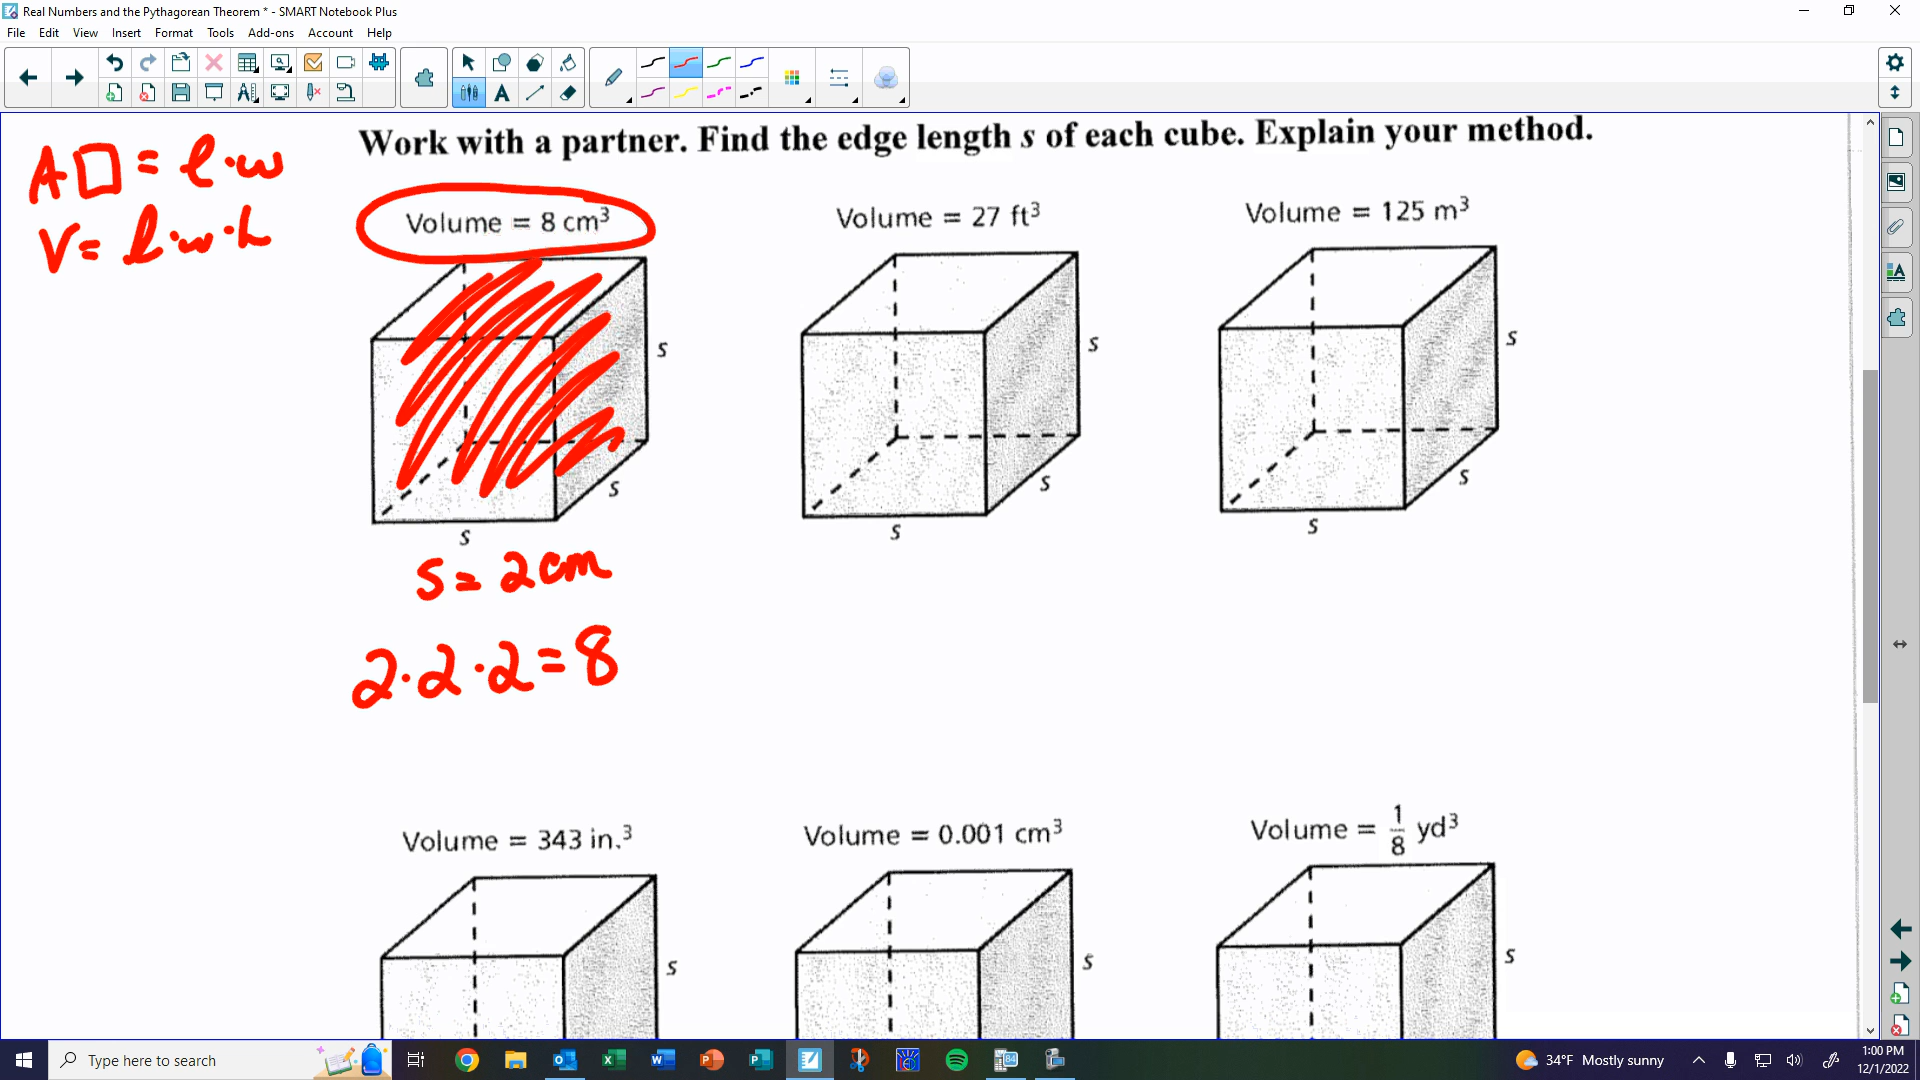 Real Numbers and the Pythagorean Theorem * - SMART Notebook Plus
File Edit View Insert Format Tools Add-ons Account Help
A▯ = l·w
V = l·w·h
Work with a partner. Find the edge length s of each cube. Explain your method.
Volume = 8 cm³
Volume = 27 ft³
Volume = 125 m³
s
s
s
s
s
s
s
s
s
s = 2 cm
2·2·2=8
Volume = 343 in.³
Volume = 0.001 cm³
Volume = 1/8 yd³
s
s
s
Type here to search
34°F Mostly sunny
1:00 PM
12/1/2022